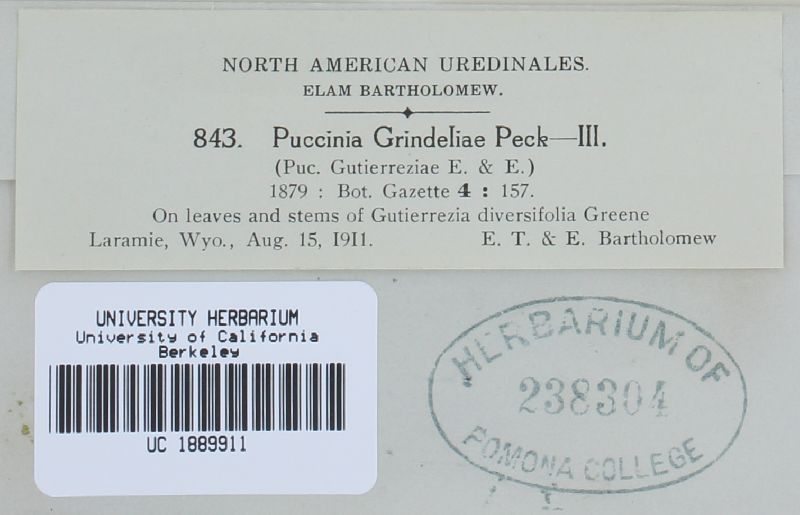 NORTH AMERICAN UREDINALES.
ELAM BARTHOLOMEW.
843. Puccinia Grindeliae Peck—III.
(Puc. Gutierreziae E. & E.)
1879 : Bot. Gazette 4 : 157.
On leaves and stems of Gutierrezia diversifolia Greene
Laramie, Wyo., Aug. 15, 1911. E. T. & E. Bartholomew
UNIVERSITY HERBARIUM
University of California
Berkeley
UC 1889911
HERBARIUM OF
238304
POMONA COLLEGE